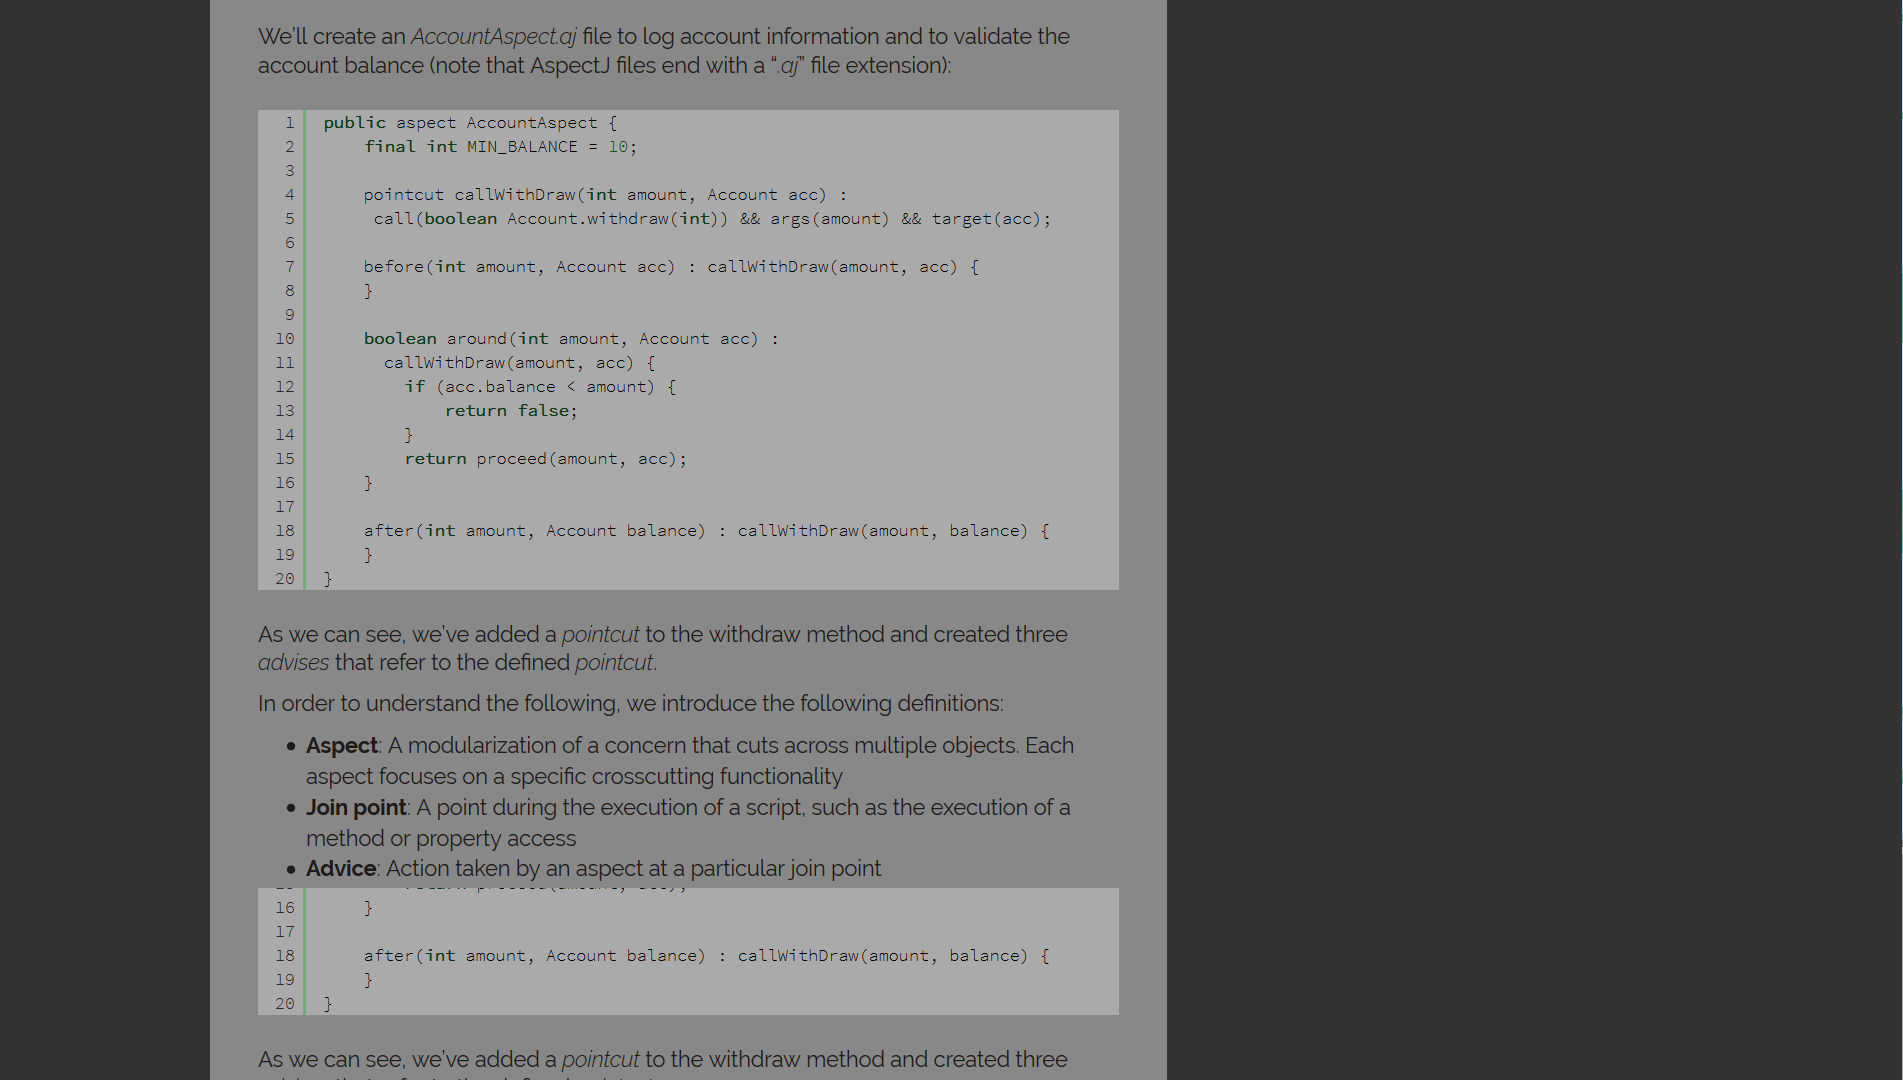 We'll create an AccountAspect.aj file to log account information and to validate the
account balance (note that AspectJ files end with a “.aj” file extension):
1 public aspect AccountAspect {
2     final int MIN_BALANCE = 10;
3
4     pointcut callWithDraw(int amount, Account acc) :
5      call(boolean Account.withdraw(int)) && args(amount) && target(acc);
6
7     before(int amount, Account acc) : callWithDraw(amount, acc) {
8     }
9
10     boolean around(int amount, Account acc) :
11       callWithDraw(amount, acc) {
12         if (acc.balance < amount) {
13             return false;
14         }
15         return proceed(amount, acc);
16     }
17
18     after(int amount, Account balance) : callWithDraw(amount, balance) {
19     }
20 }
As we can see, we've added a pointcut to the withdraw method and created three
advises that refer to the defined pointcut.
In order to understand the following, we introduce the following definitions:
• Aspect: A modularization of a concern that cuts across multiple objects. Each
aspect focuses on a specific crosscutting functionality
• Join point: A point during the execution of a script, such as the execution of a
method or property access
• Advice: Action taken by an aspect at a particular join point
16     }
17
18     after(int amount, Account balance) : callWithDraw(amount, balance) {
19     }
20 }
As we can see, we've added a pointcut to the withdraw method and created three